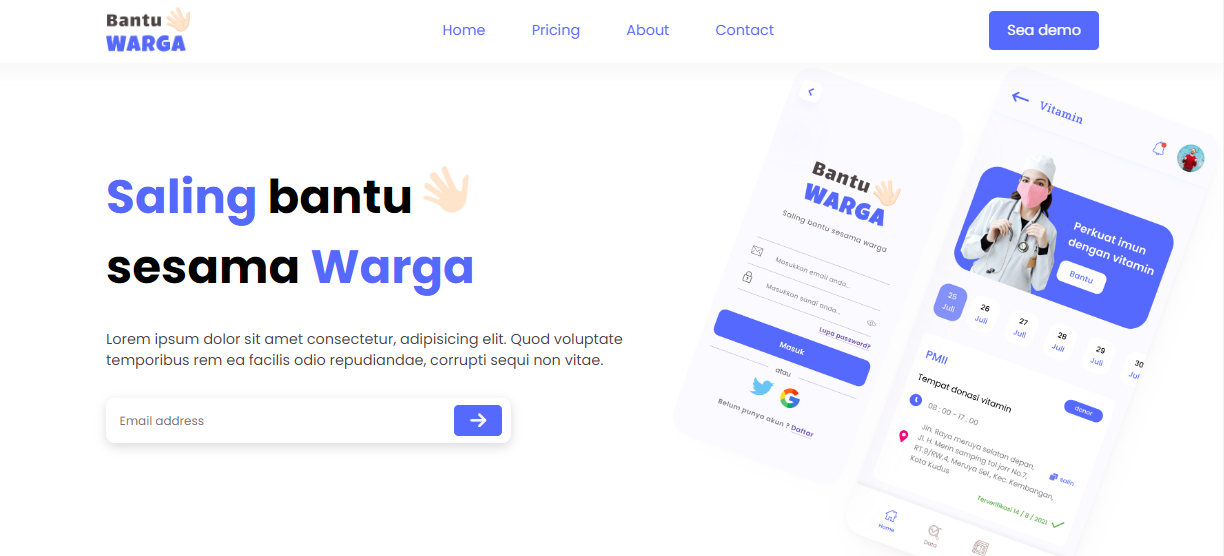 Bantu
WARGA
Home
Pricing
About
Contact
Sea demo
Saling bantu
sesama Warga
Lorem ipsum dolor sit amet consectetur, adipisicing elit. Quod voluptate
temporibus rem ea facilis odio repudiandae, corrupti sequi non vitae.
Email address
Bantu
WARGA
Saling bantu sesama warga
Masukkan email anda...
Masukkan sandi anda...
Lupa password?
Masuk
atau
Belum punya akun ? Daftar
Vitamin
Perkuat imun
dengan vitamin
Bantu
25
Juli
26
Juli
27
Juli
28
Juli
29
Juli
30
Jul
PMII
Tempat donasi vitamin
donor
08 : 00 - 17 : 00
Jln. Raya meruya selatan depan,
Jl. H. Merin samping tol jorr No.7,
RT.9/RW.4, Meruya Sel., Kec. Kembangan,
Kota Kudus
Salin
Terverifikasi 14 / 8 / 2021
Home
Data